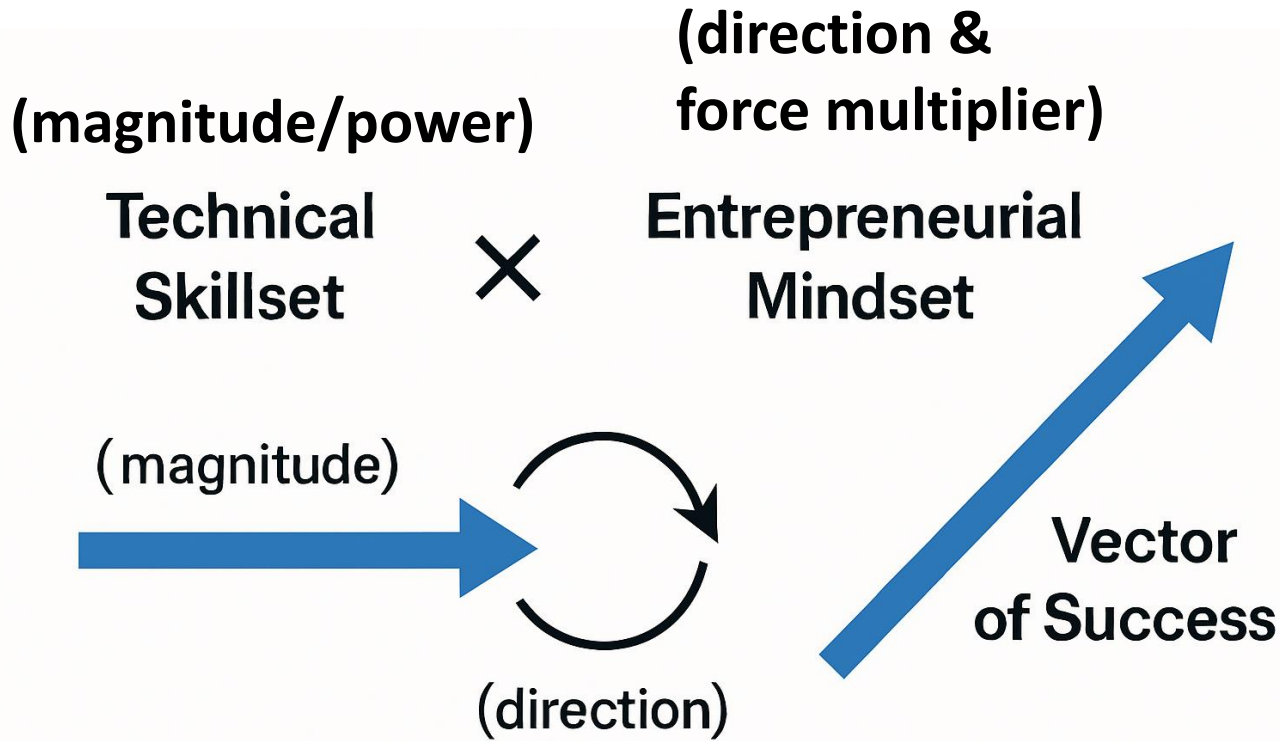 (direction &
force multiplier)
(magnitude/power)
Technical
Skillset
×
Entrepreneurial
Mindset
(magnitude)
(direction)
Vector
of Success